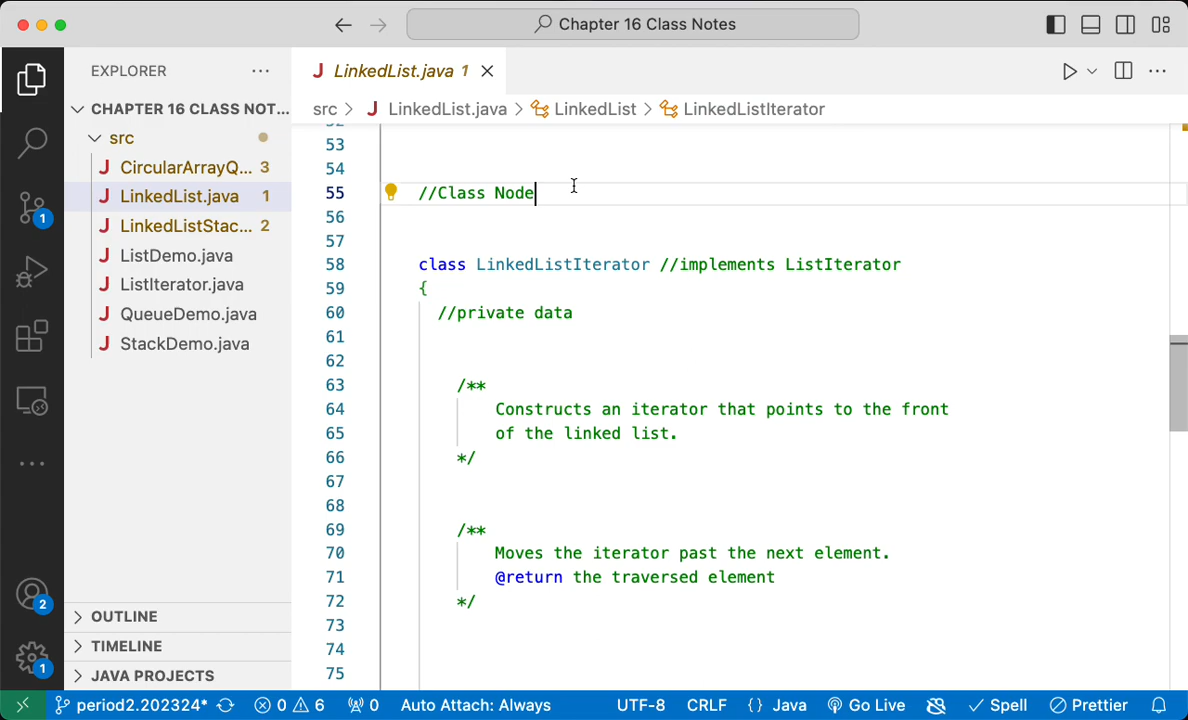 Chapter 16 Class Notes
EXPLORER
CHAPTER 16 CLASS NOT...
src
J CircularArrayQ... 3
J LinkedList.java 1
J LinkedListStac... 2
J ListDemo.java
J ListIterator.java
J QueueDemo.java
J StackDemo.java
OUTLINE
TIMELINE
JAVA PROJECTS
1
2
1
J LinkedList.java 1
src > J LinkedList.java > LinkedList > LinkedListIterator
53
54
55 //Class Node
56
57
58 class LinkedListIterator //implements ListIterator
59 {
60 //private data
61
62
63 /**
64 Constructs an iterator that points to the front
65 of the linked list.
66 */
67
68
69 /**
70 Moves the iterator past the next element.
71 @return the traversed element
72 */
73
74
75
period2.202324* 0 6 0 Auto Attach: Always UTF-8 CRLF {} Java Go Live Spell Prettier